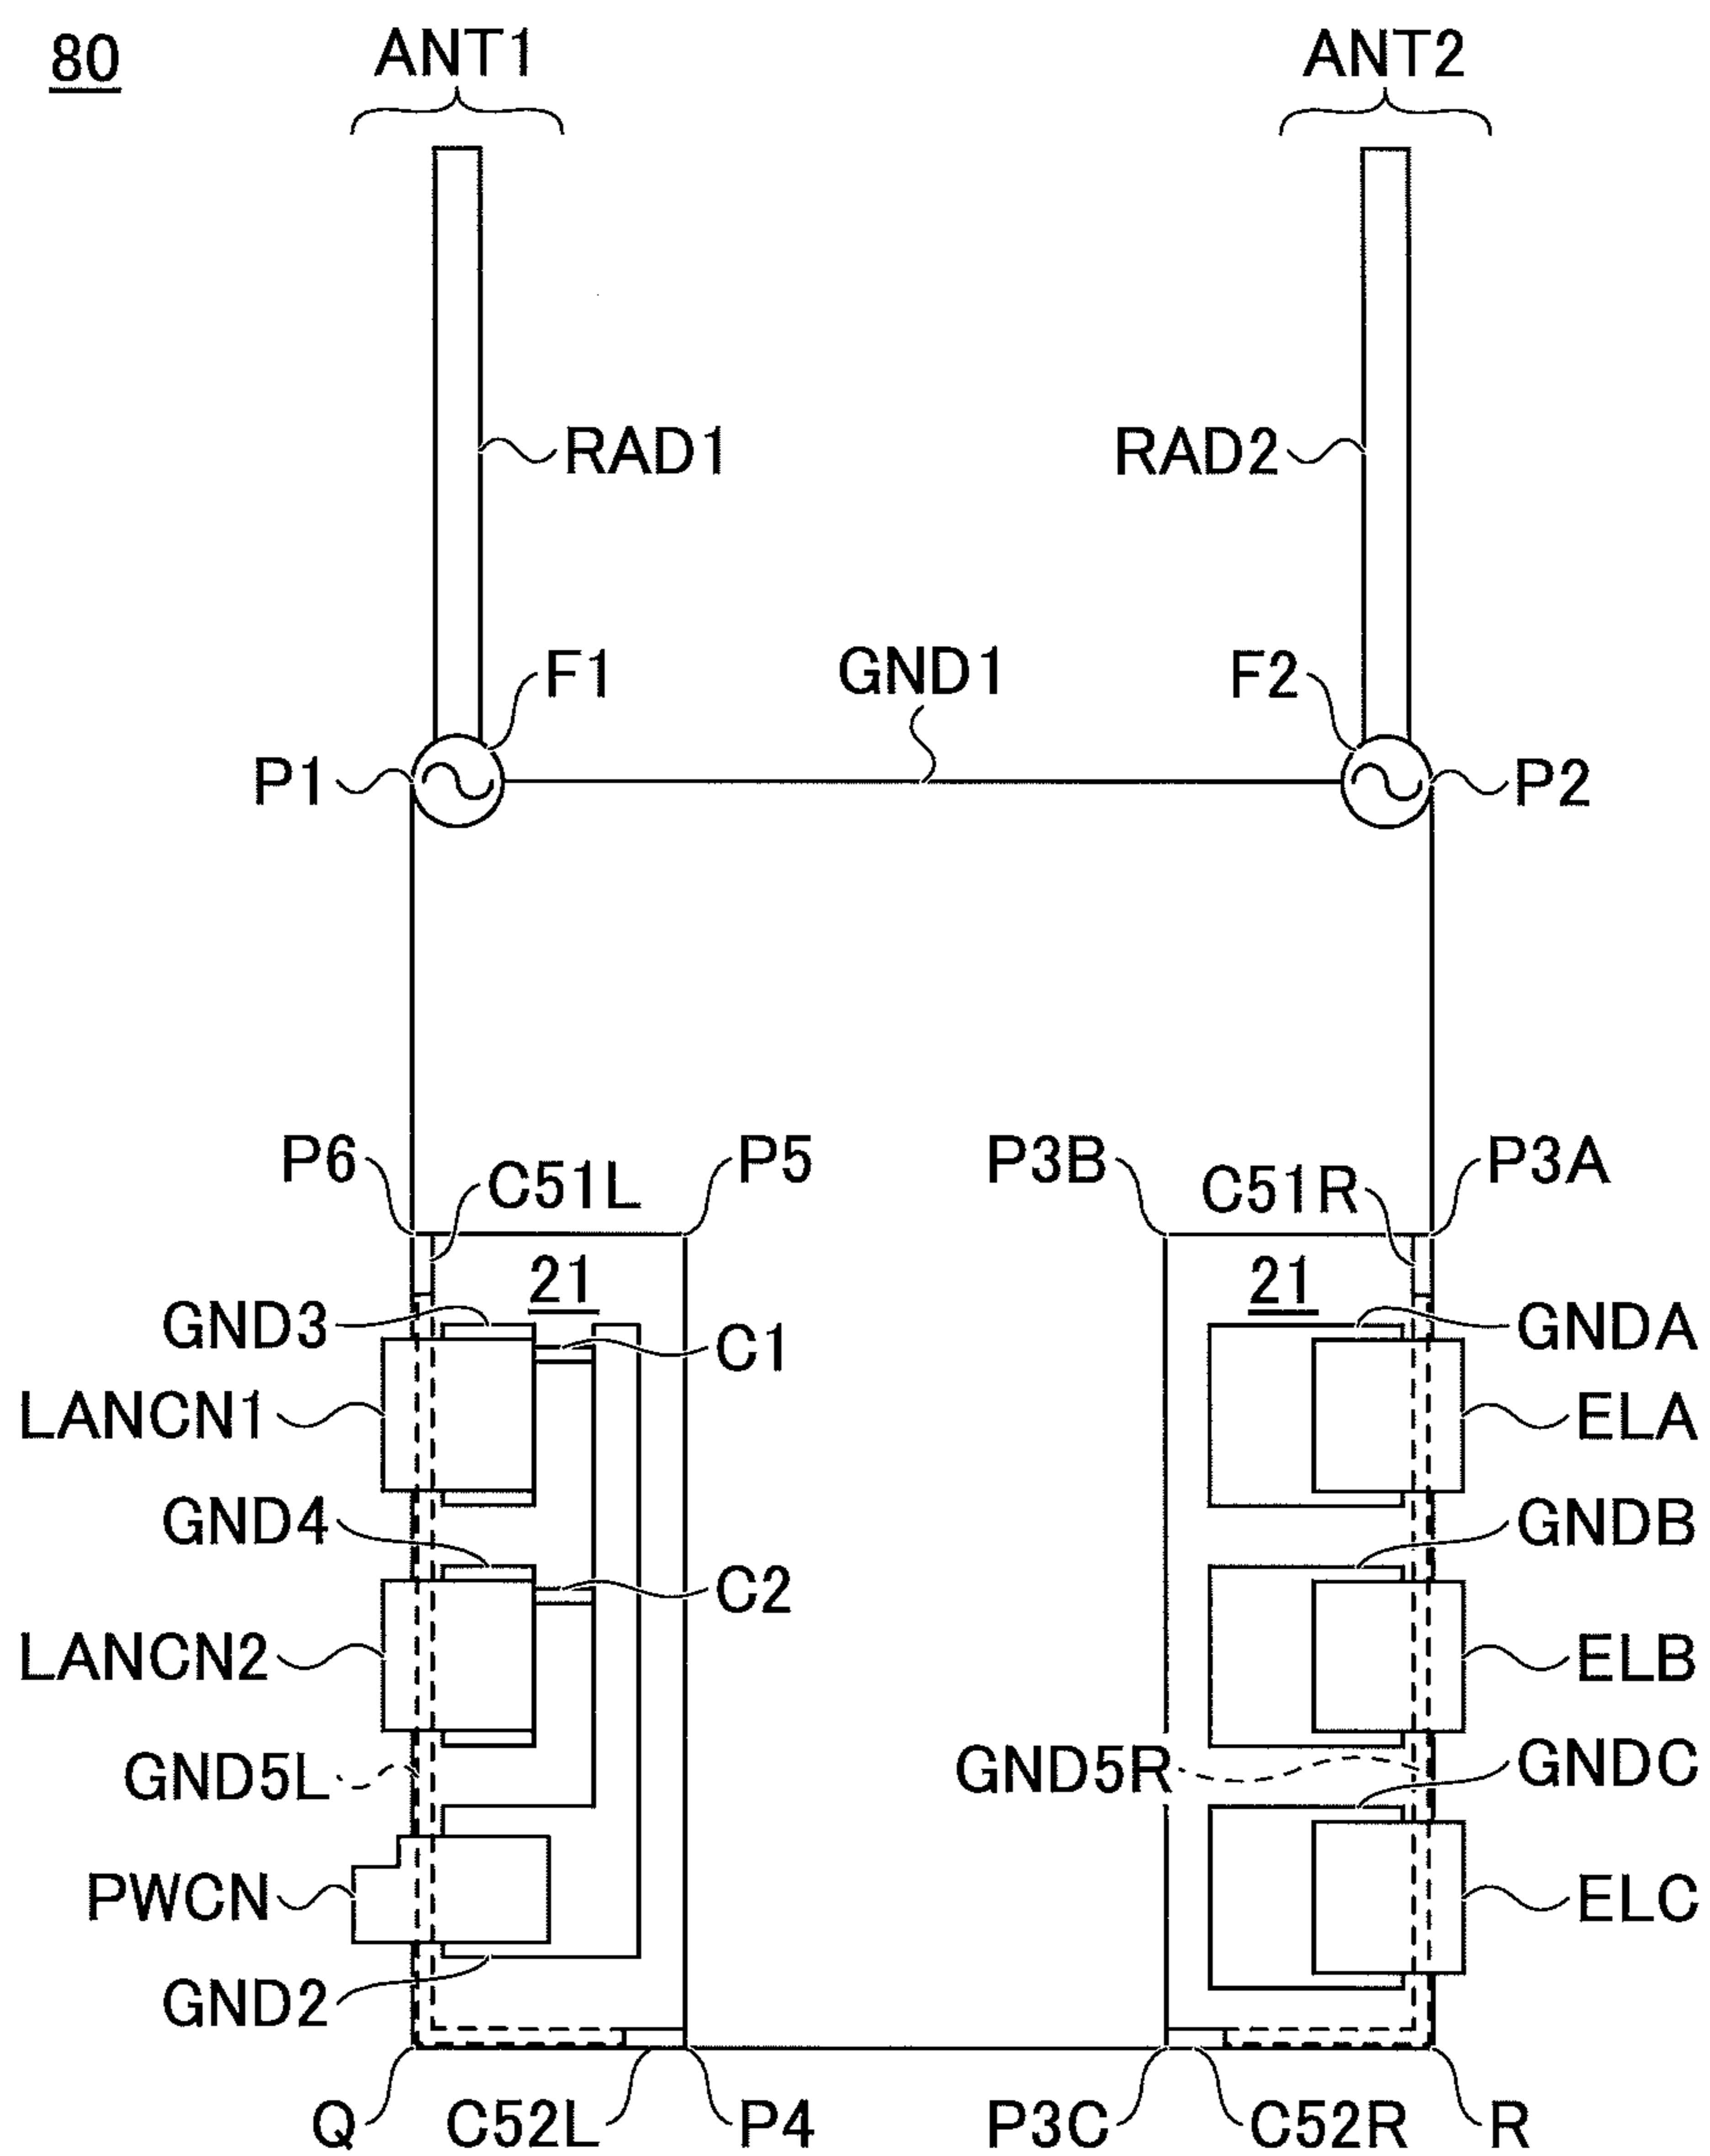 80
ANT1 ANT2
RAD1 RAD2
F1 GND1 F2
P1 P2
P6 P5 P3B P3A
C51L C51R
21 21
GND3 GNDA
C1
LANCN1 ELA
GND4 GNDB
C2
LANCN2 ELB
GND5L GND5R GNDC
PWCN ELC
GND2
Q C52L P4 P3C C52R R